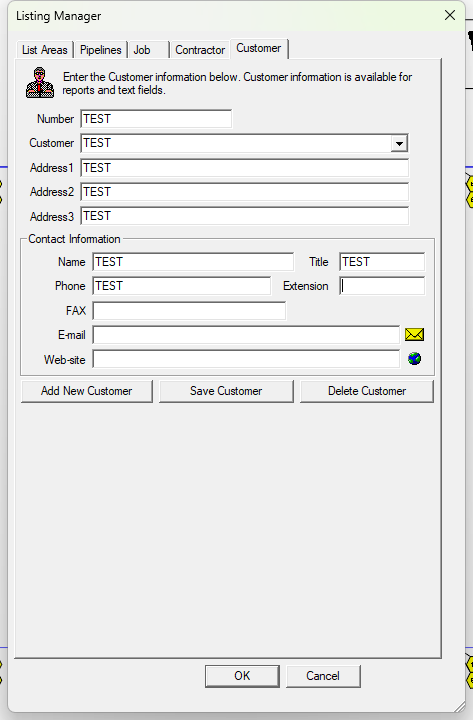 Listing Manager
List Areas Pipelines Job Contractor Customer
Enter the Customer information below. Customer information is available for
reports and text fields.
Number TEST
Customer TEST
Address1 TEST
Address2 TEST
Address3 TEST
Contact Information
Name TEST Title TEST
Phone TEST Extension
FAX
E-mail
Web-site
Add New Customer Save Customer Delete Customer
OK Cancel